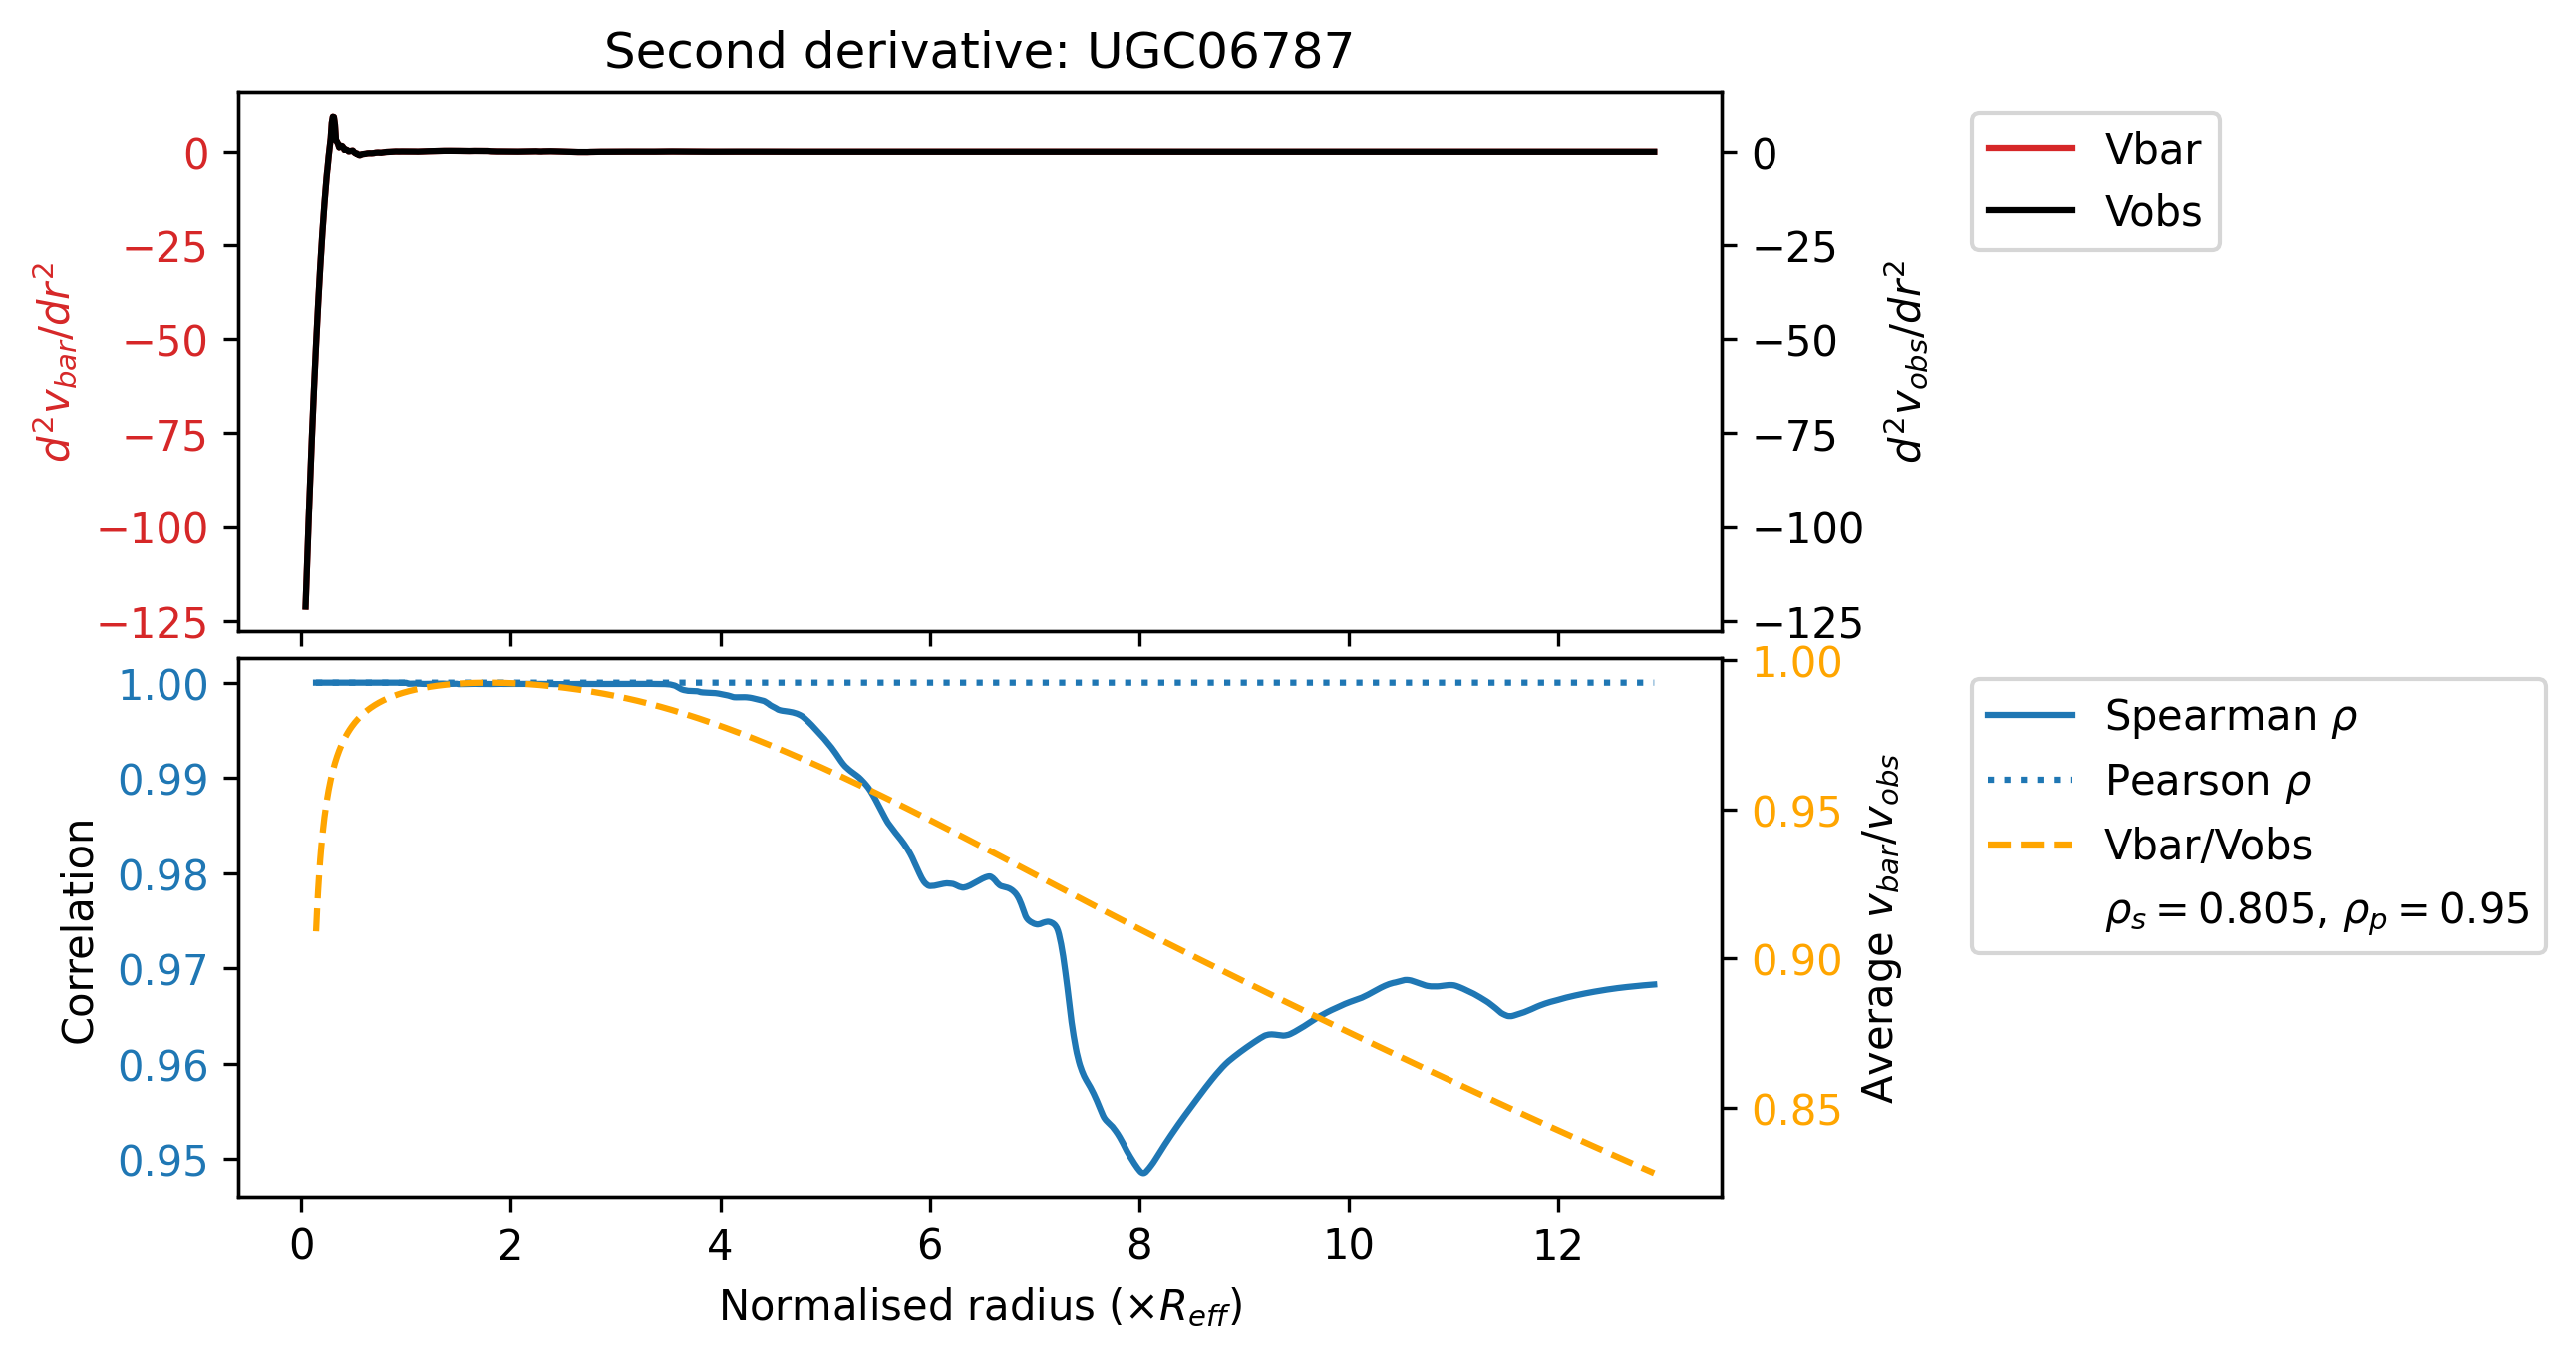 Second derivative: UGC06787
0
−25
−50
−75
−100
−125
d²v_bar/dr²
0
−25
−50
−75
−100
−125
d²v_obs/dr²
Vbar
Vobs
1.00
0.99
0.98
0.97
0.96
0.95
Correlation
1.00
0.95
0.90
0.85
Average v_bar/v_obs
Spearman ρ
Pearson ρ
Vbar/Vobs
ρ_s = 0.805, ρ_p = 0.95
0 2 4 6 8 10 12
Normalised radius (×R_eff)